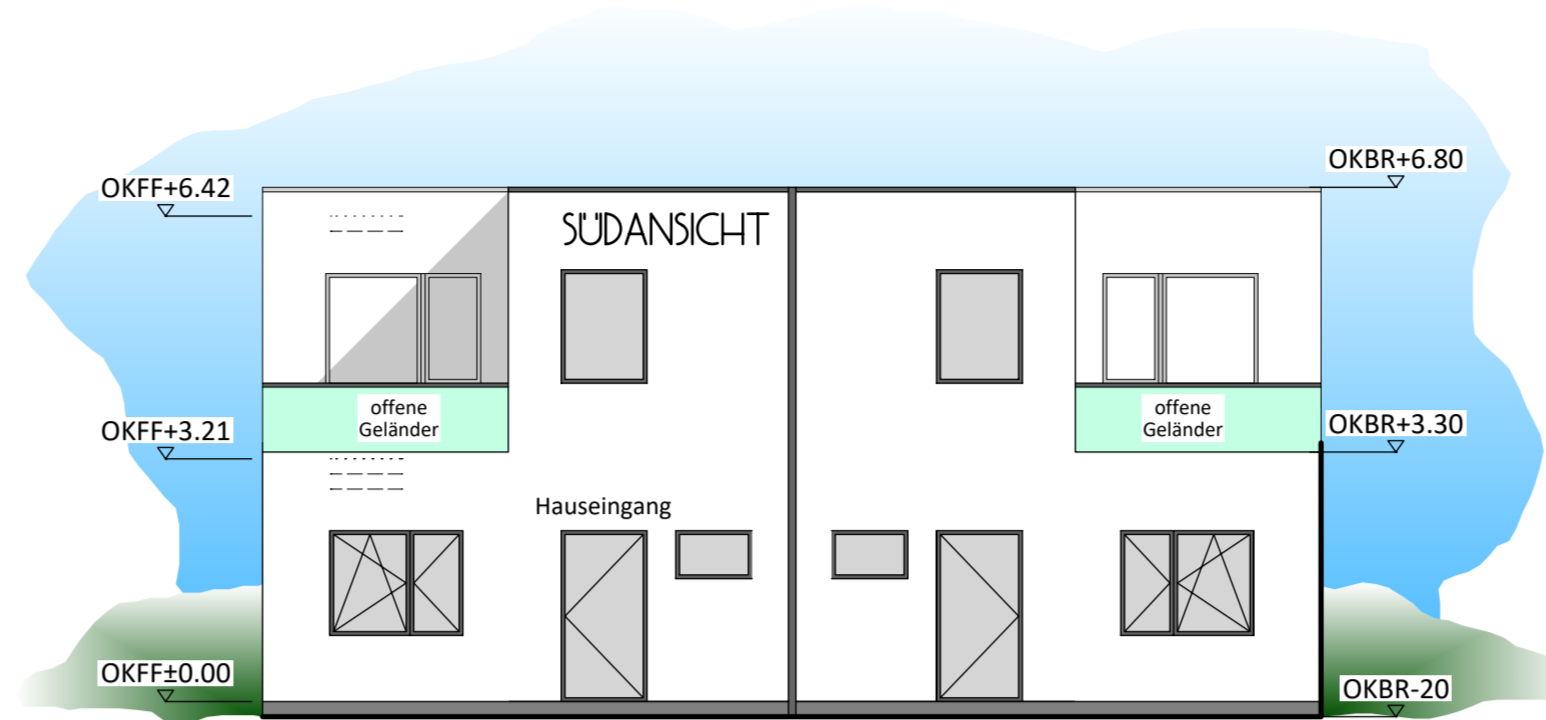 OKBR+6.80
OKFF+6.42
SÜDANSICHT
offene
Geländer
offene
Geländer
OKFF+3.21
OKBR+3.30
Hauseingang
OKFF±0.00
OKBR-20